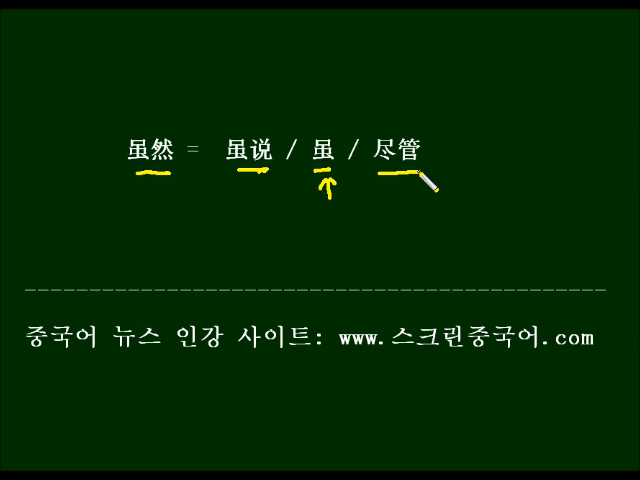 虽然 = 虽说 / 虽 / 尽管
중국어 뉴스 인강 사이트: www.스크린중국어.com